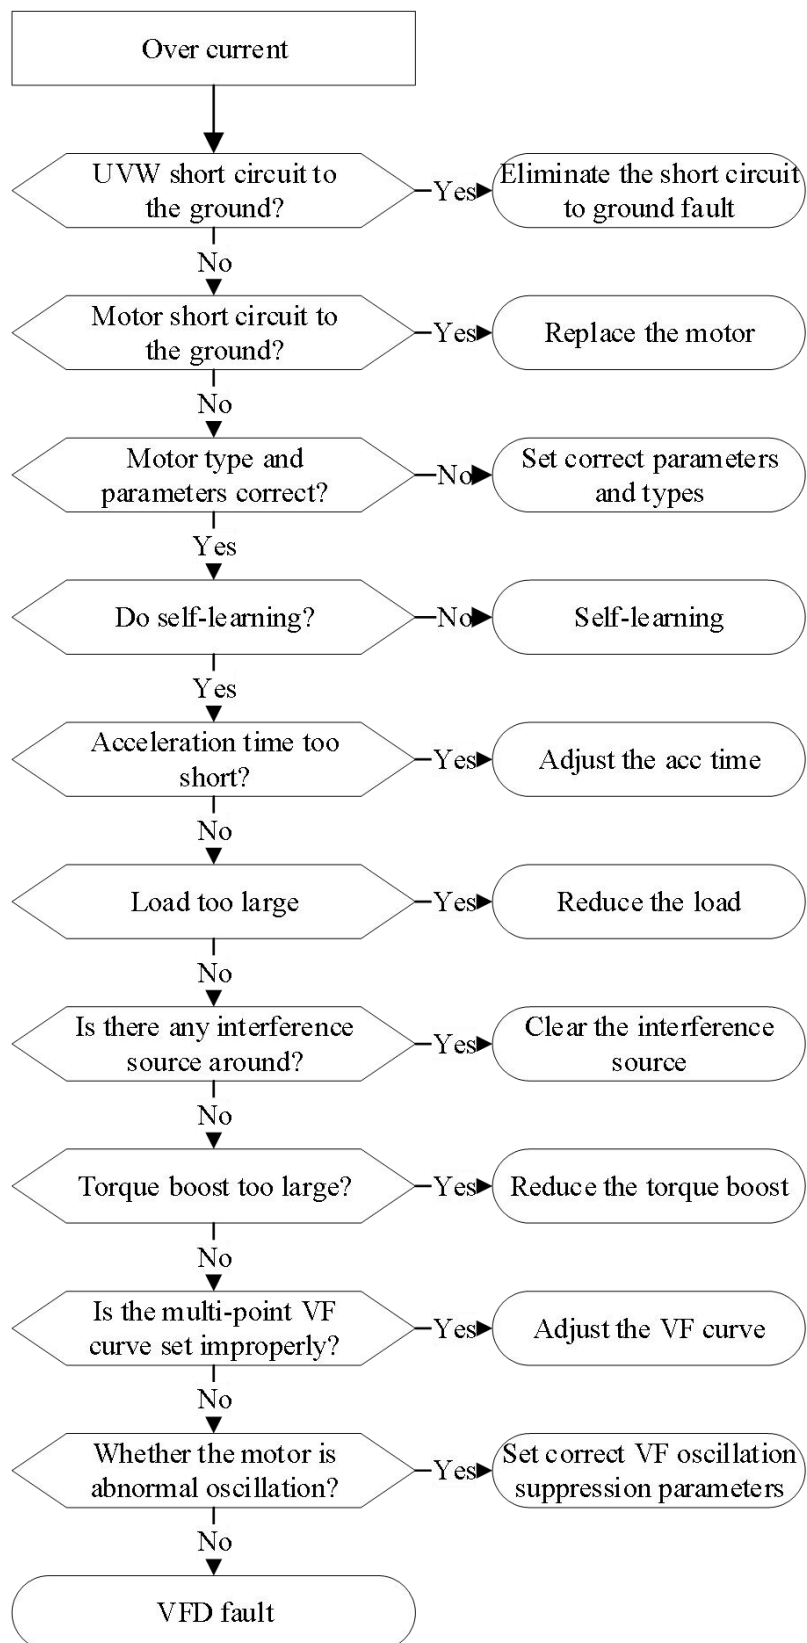 Over current
UVW short circuit to
the ground?
Yes
Eliminate the short circuit
to ground fault
No
Motor short circuit to
the ground?
Yes
Replace the motor
No
Motor type and
parameters correct?
No
Set correct parameters
and types
Yes
Do self-learning?
No
Self-learning
Yes
Acceleration time too
short?
Yes
Adjust the acc time
No
Load too large
Yes
Reduce the load
No
Is there any interference
source around?
Yes
Clear the interference
source
No
Torque boost too large?
Yes
Reduce the torque boost
No
Is the multi-point VF
curve set improperly?
Yes
Adjust the VF curve
No
Whether the motor is
abnormal oscillation?
Yes
Set correct VF oscillation
suppression parameters
No
VFD fault